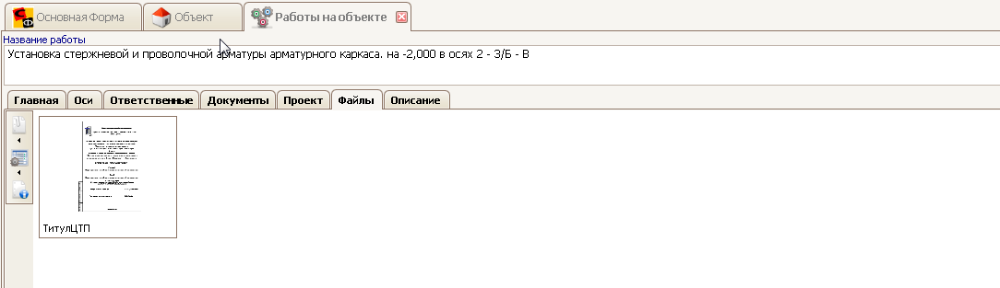 Основная Форма
Объект
Работы на объекте
Название работы
Установка стержневой и проволочной арматуры арматурного каркаса. на -2,000 в осях 2 - 3/Б - В
Главная
Оси
Ответственные
Документы
Проект
Файлы
Описание
ТитулЦТП